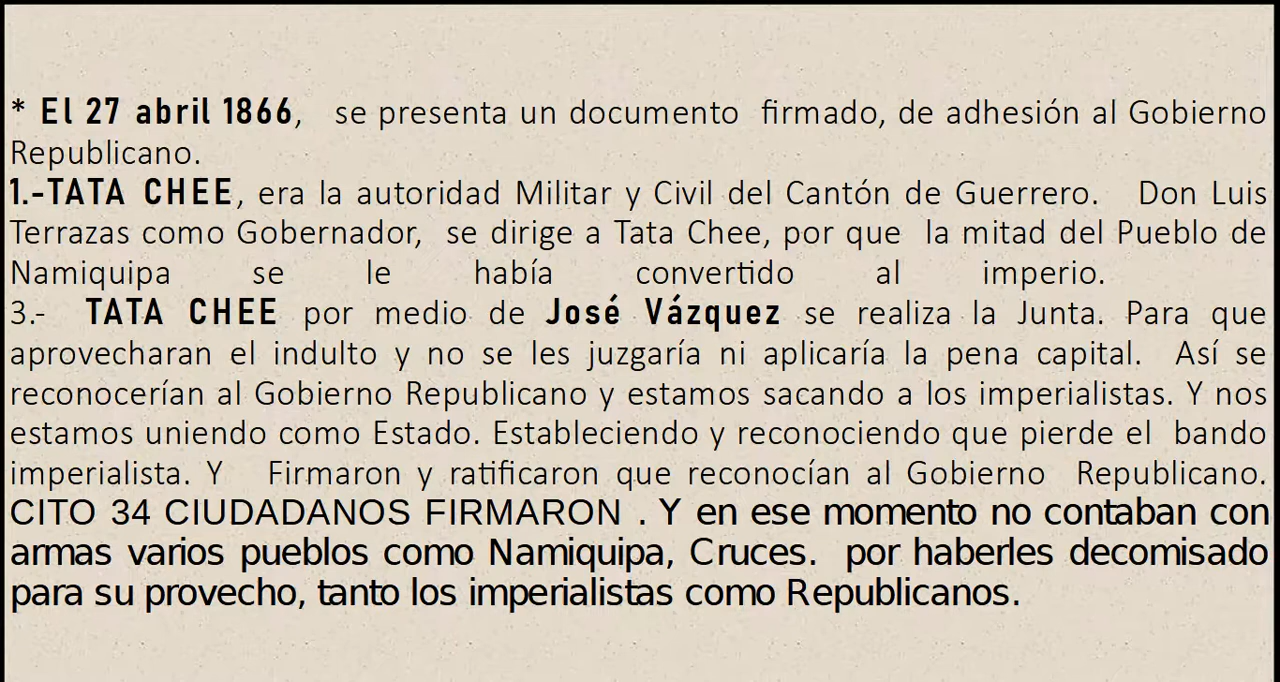 * El 27 abril 1866, se presenta un documento firmado, de adhesión al Gobierno
Republicano.
1.-TATA CHEE, era la autoridad Militar y Civil del Cantón de Guerrero. Don Luis
Terrazas como Gobernador, se dirige a Tata Chee, por que la mitad del Pueblo de
Namiquipa se le había convertido al imperio.
3.- TATA CHEE por medio de José Vázquez se realiza la Junta. Para que
aprovecharan el indulto y no se les juzgaría ni aplicaría la pena capital. Así se
reconocerían al Gobierno Republicano y estamos sacando a los imperialistas. Y nos
estamos uniendo como Estado. Estableciendo y reconociendo que pierde el bando
imperialista. Y Firmaron y ratificaron que reconocían al Gobierno Republicano.
CITO 34 CIUDADANOS FIRMARON . Y en ese momento no contaban con
armas varios pueblos como Namiquipa, Cruces. por haberles decomisado
para su provecho, tanto los imperialistas como Republicanos.